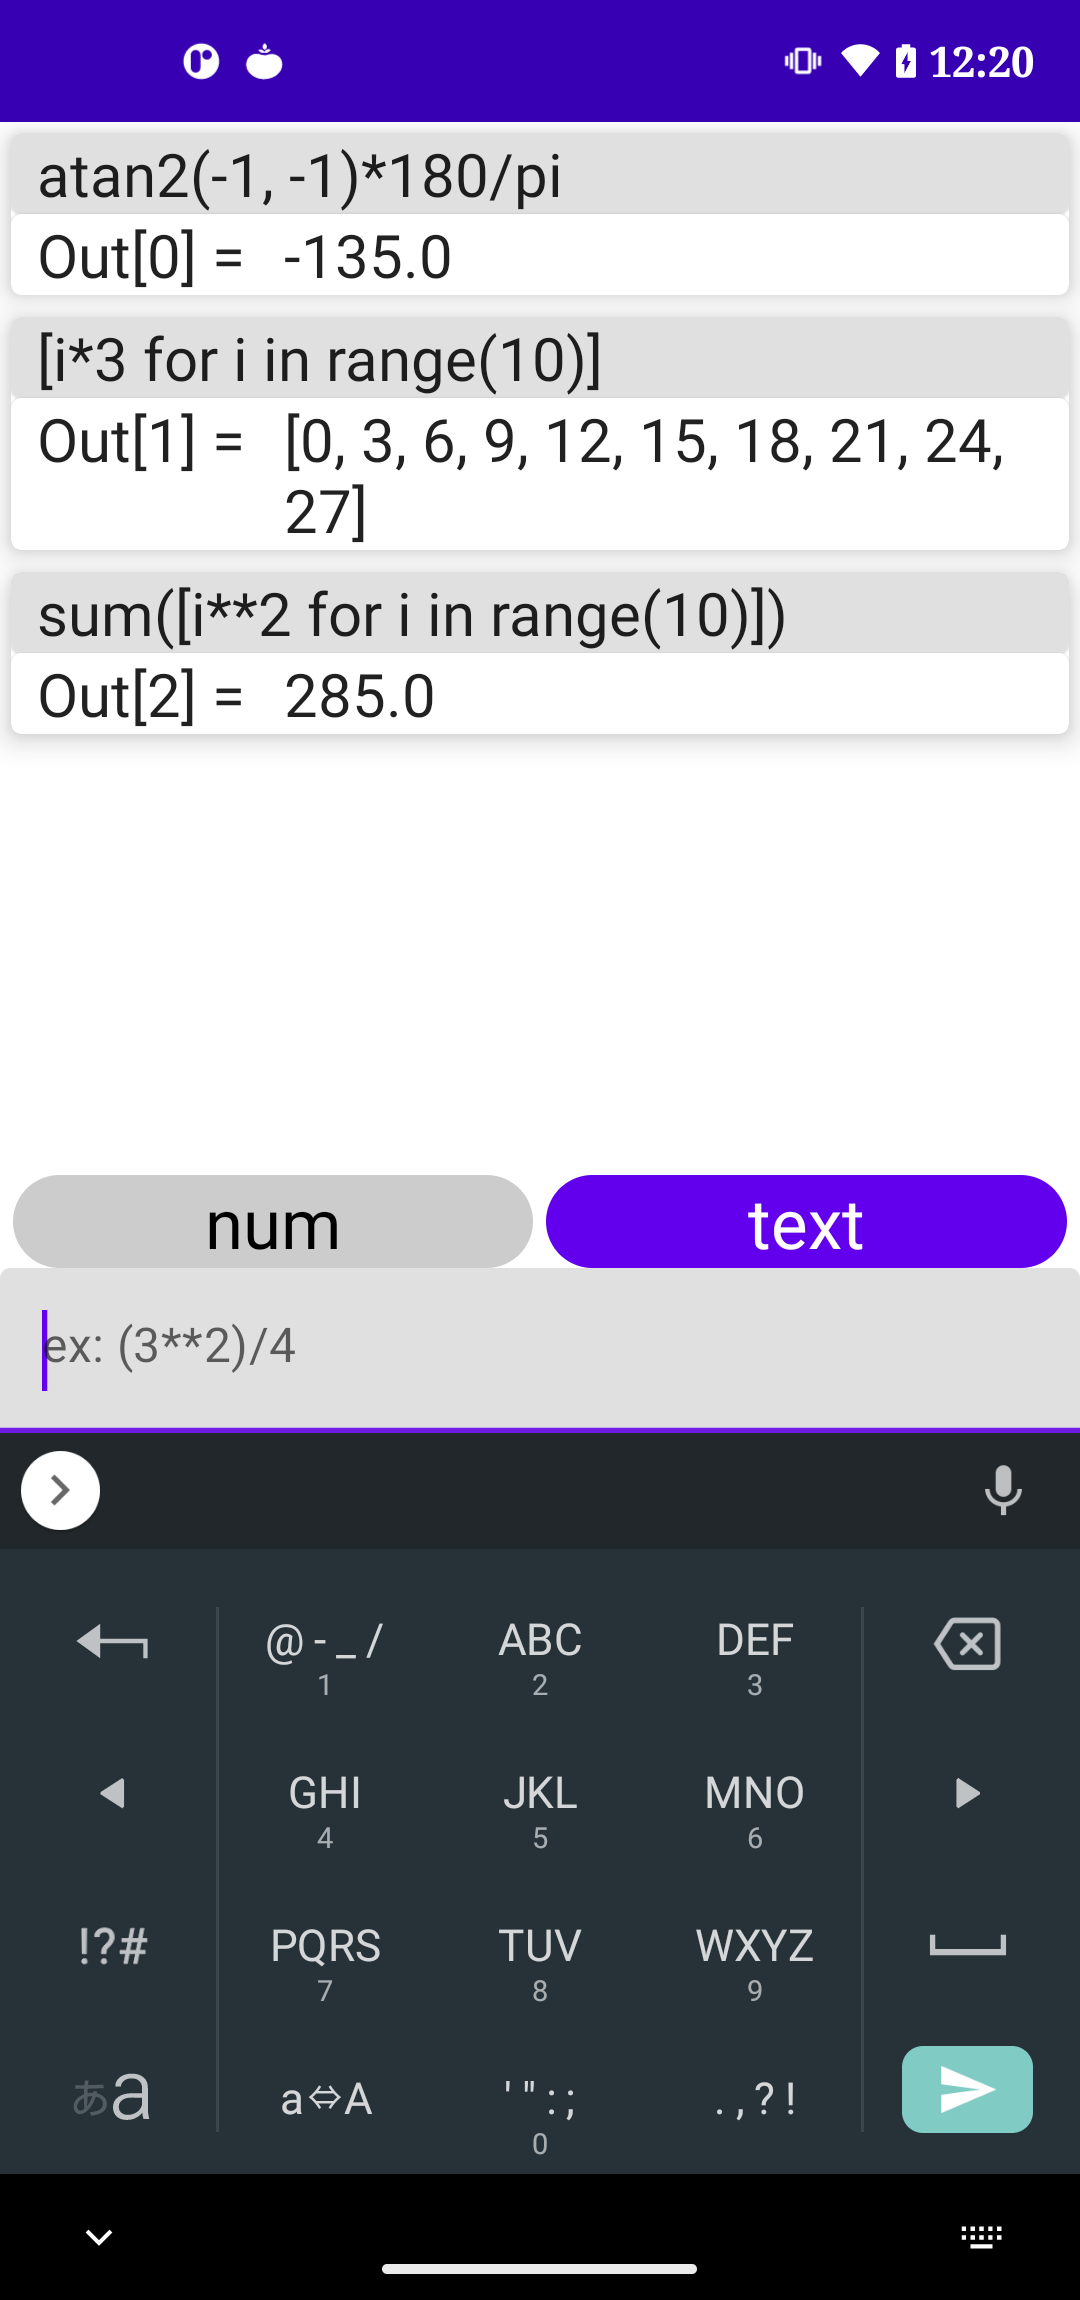 12:20
atan2(-1, -1)*180/pi
Out[0] = -135.0
[i*3 for i in range(10)]
Out[1] = [0, 3, 6, 9, 12, 15, 18, 21, 24,
27]
sum([i**2 for i in range(10)])
Out[2] = 285.0
num text
ex: (3**2)/4
@ - _ / ABC DEF
1 2 3
GHI JKL MNO
4 5 6
!?# PQRS TUV WXYZ
7 8 9
あa a⇔A ' " : ; . , ? !
0